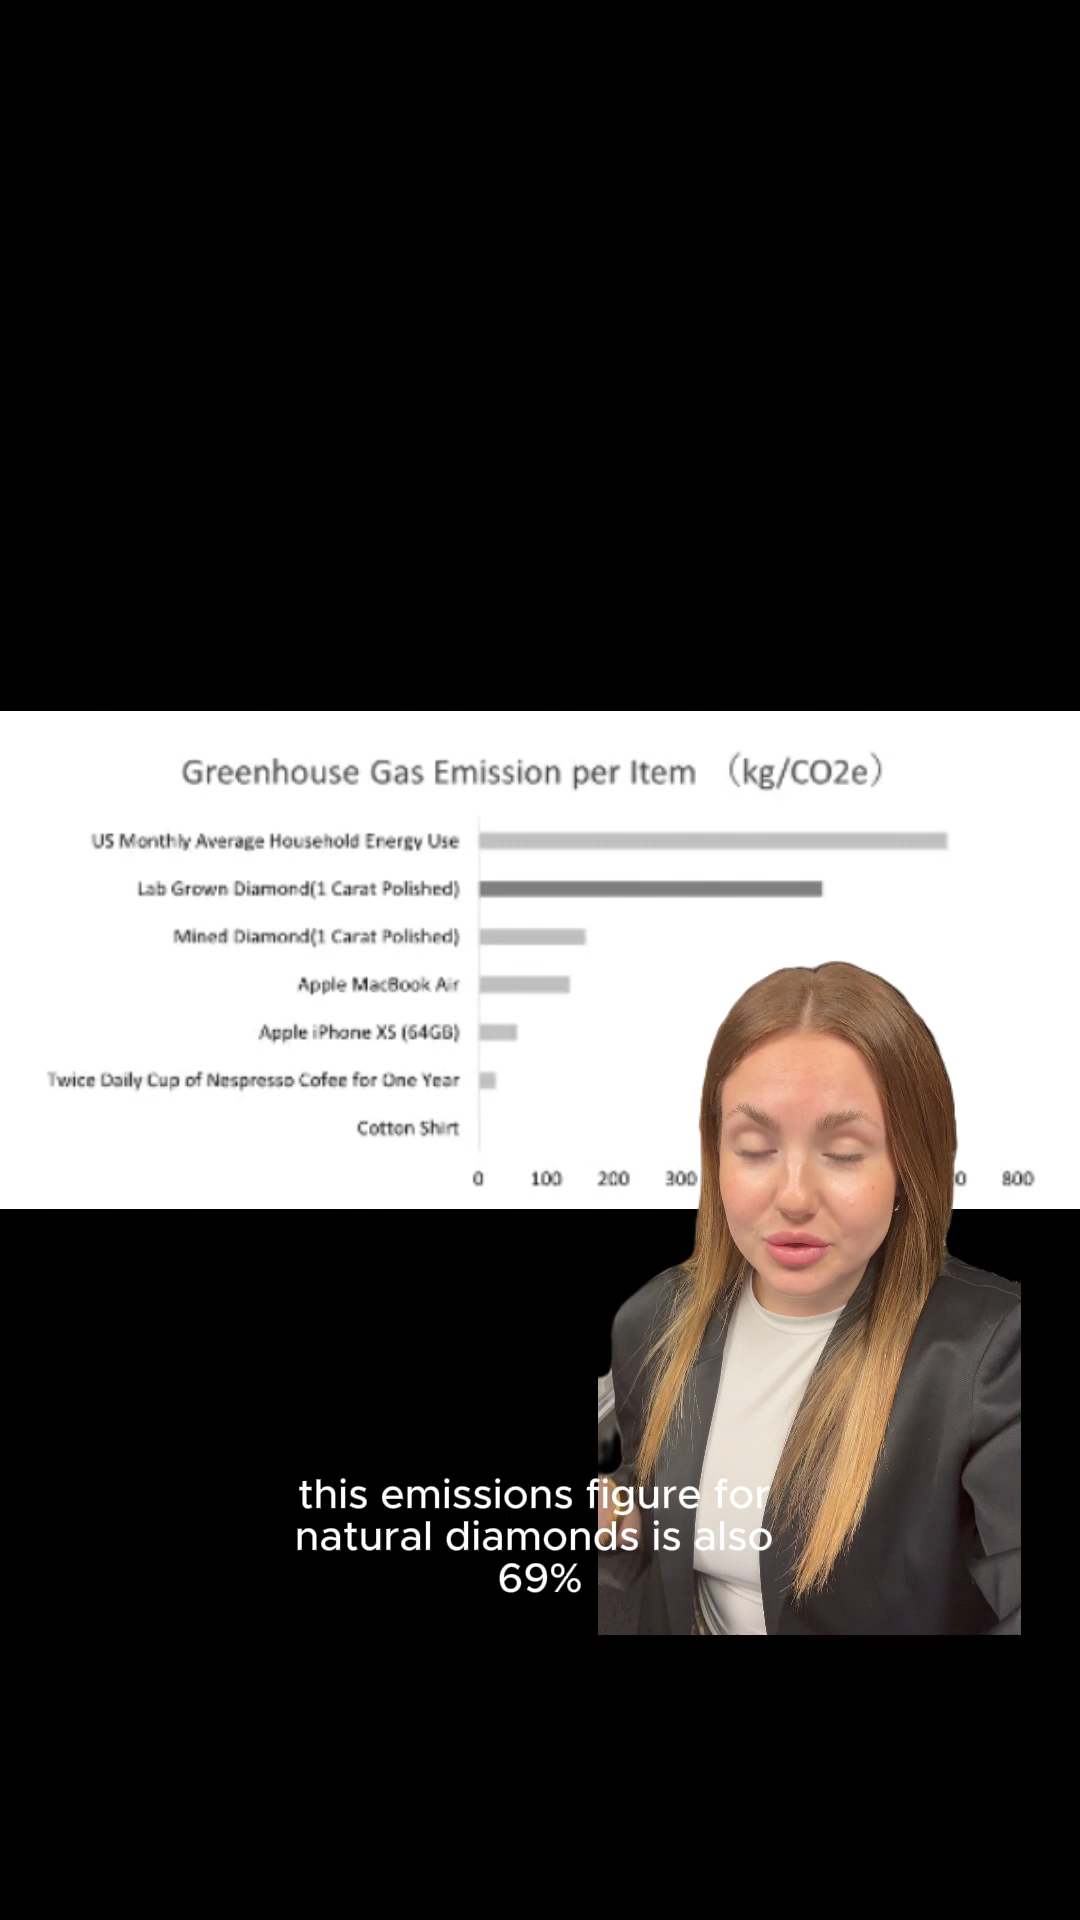 Greenhouse Gas Emission per Item （kg/CO2e）
US Monthly Average Household Energy Use
Lab Grown Diamond(1 Carat Polished)
Mined Diamond(1 Carat Polished)
Apple MacBook Air
Apple iPhone XS (64GB)
Twice Daily Cup of Nespresso Cofee for One Year
Cotton Shirt
0 100 200 300 800
this emissions figure for
natural diamonds is also
69%